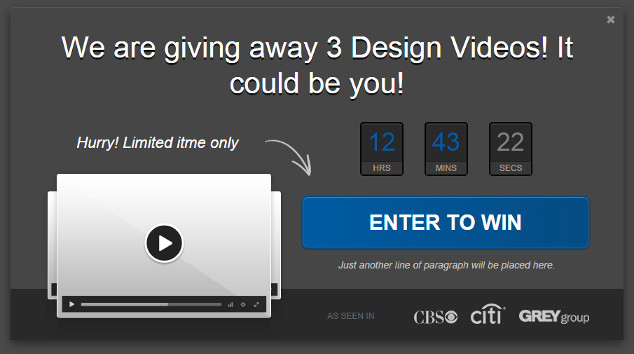 We are giving away 3 Design Videos! It
could be you!
Hurry! Limited itme only
12 43 22
HRS MINS SECS
ENTER TO WIN
Just another line of paragraph will be placed here.
AS SEEN IN CBS citi GREYgroup